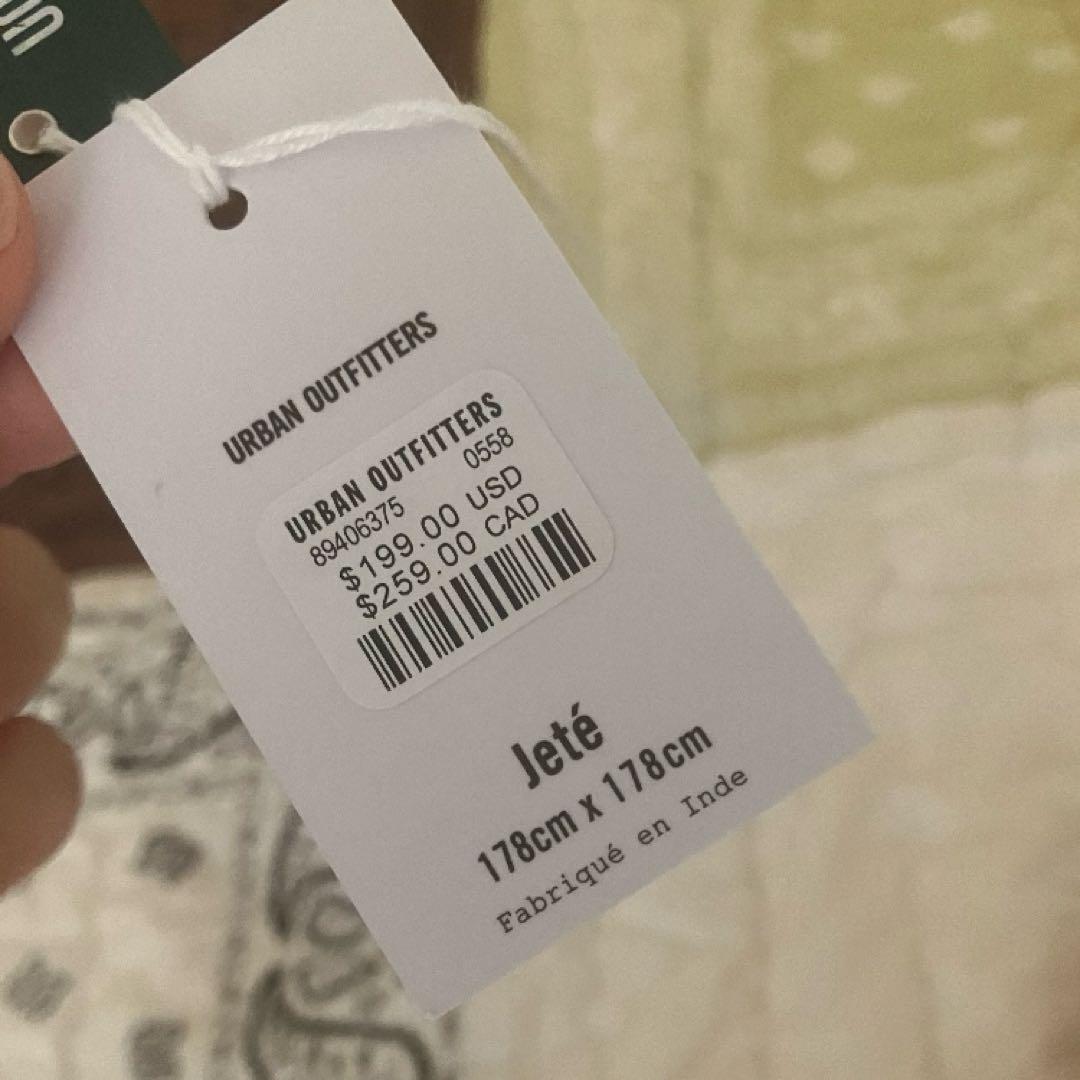 URBAN OUTFITTERS
URBAN OUTFITTERS
89406375 0558
$199.00 USD
$259.00 CAD
Jeté
178cm x 178cm
Fabriqué en Inde